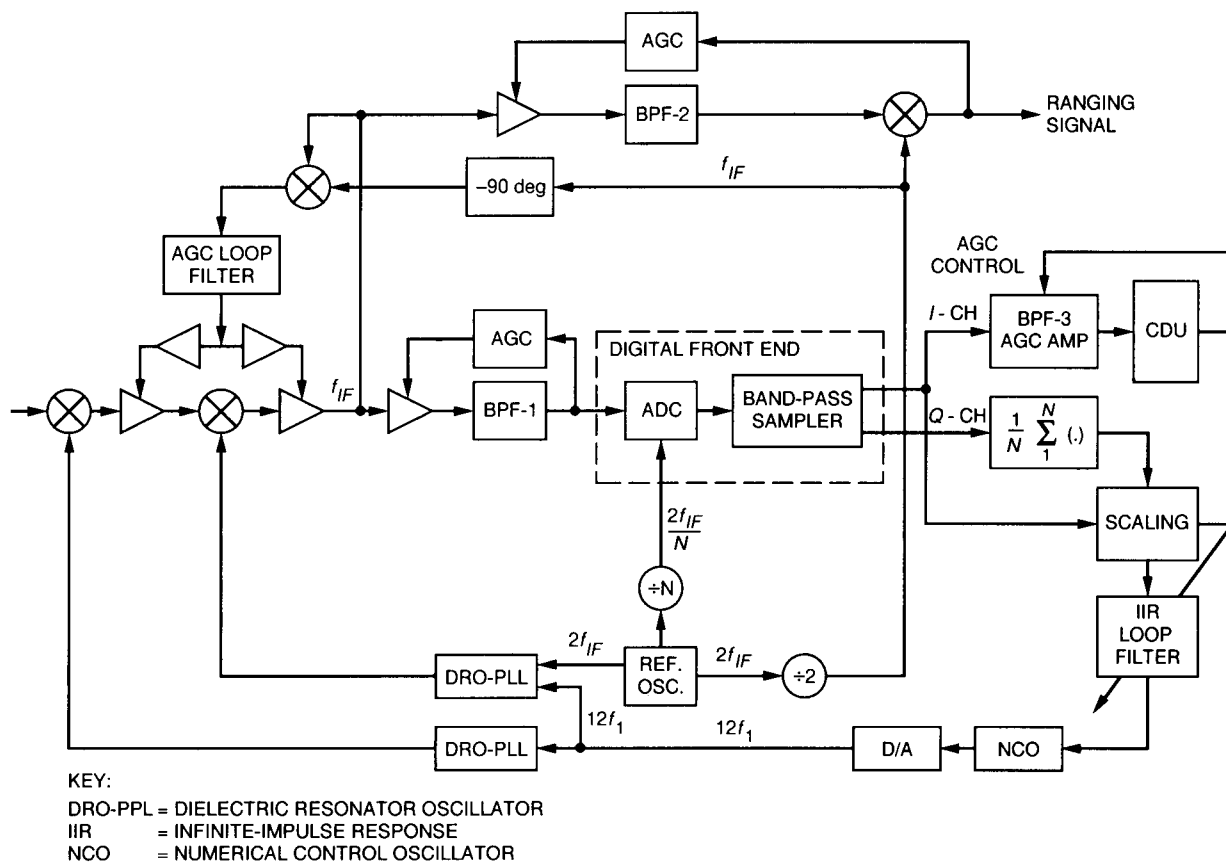 AGC
BPF-2
RANGING
SIGNAL
–90 deg
f_IF
AGC LOOP
FILTER
AGC
CONTROL
I - CH
BPF-3
AGC AMP
CDU
f_IF
AGC
BPF-1
DIGITAL FRONT END
ADC
BAND-PASS
SAMPLER
Q - CH
1/N ∑_1^N (.)
SCALING
2f_IF/N
÷N
IIR
LOOP
FILTER
2f_IF
REF.
OSC.
2f_IF
÷2
DRO-PLL
12f_1
12f_1
DRO-PLL
D/A
NCO
KEY:
DRO-PPL = DIELECTRIC RESONATOR OSCILLATOR
IIR = INFINITE-IMPULSE RESPONSE
NCO = NUMERICAL CONTROL OSCILLATOR